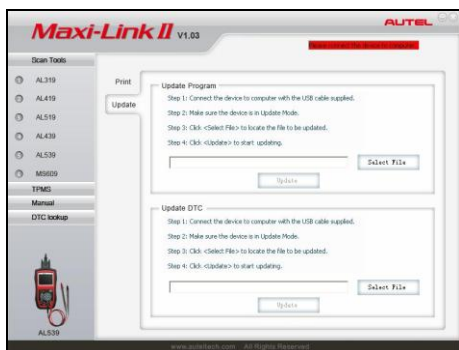 AUTEL
Maxi-Link II V1.03
Please connect the device to computer
Scan Tools
AL319
AL419
AL519
AL439
AL539
MS609
TPMS
Manual
DTC lookup
AL539
Print
Update
Update Program
Step 1: Connect the device to computer with the USB cable supplied.
Step 2: Make sure the device is in Update Mode.
Step 3: Click <Select File> to locate the file to be updated.
Step 4: Click <Update> to start updating.
Select File
Update
Update DTC
Step 1: Connect the device to computer with the USB cable supplied.
Step 2: Make sure the device is in Update Mode.
Step 3: Click <Select File> to locate the file to be updated.
Step 4: Click <Update> to start updating.
Select File
Update
www.auteltech.com All Rights Reserved